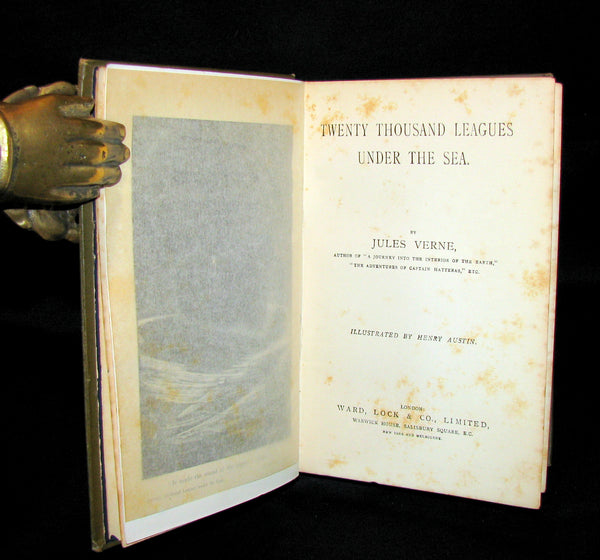 TWENTY THOUSAND LEAGUES
UNDER THE SEA.
BY
JULES VERNE,
AUTHOR OF "A JOURNEY INTO THE INTERIOR OF THE EARTH,"
"THE ADVENTURES OF CAPTAIN HATTERAS," ETC.
ILLUSTRATED BY HENRY AUSTIN.
LONDON:
WARD, LOCK & CO., LIMITED,
WARWICK HOUSE, SALISBURY SQUARE, E.C.
NEW YORK AND MELBOURNE.